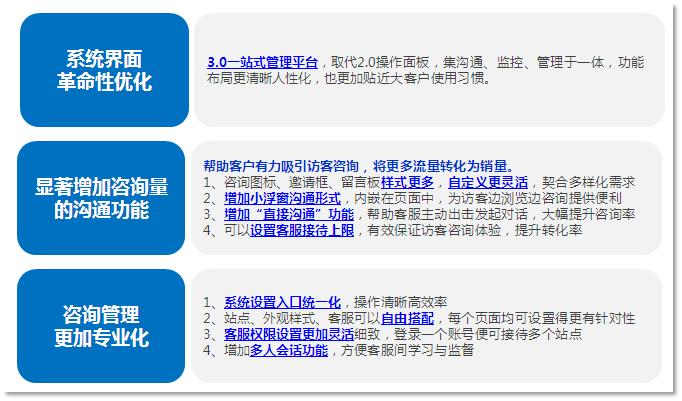 系统界面
革命性优化
3.0一站式管理平台，取代2.0操作面板，集沟通、监控、管理于一体，功能
布局更清晰人性化，也更加贴近大客户使用习惯。
显著增加咨询量
的沟通功能
帮助客户有力吸引访客咨询，将更多流量转化为销量。
1、咨询图标、邀请框、留言板样式更多，自定义更灵活，契合多样化需求
2、增加小浮窗沟通形式，内嵌在页面中，为访客边浏览边咨询提供便利
3、增加“直接沟通”功能，帮助客服主动出击发起对话，大幅提升咨询率
4、可以设置客服接待上限，有效保证访客咨询体验，提升转化率
咨询管理
更加专业化
1、系统设置入口统一化，操作清晰高效率
2、站点、外观样式、客服可以自由搭配，每个页面均可设置得更有针对性
3、客服权限设置更加灵活细致，登录一个账号便可接待多个站点
4、增加多人会话功能，方便客服间学习与监督